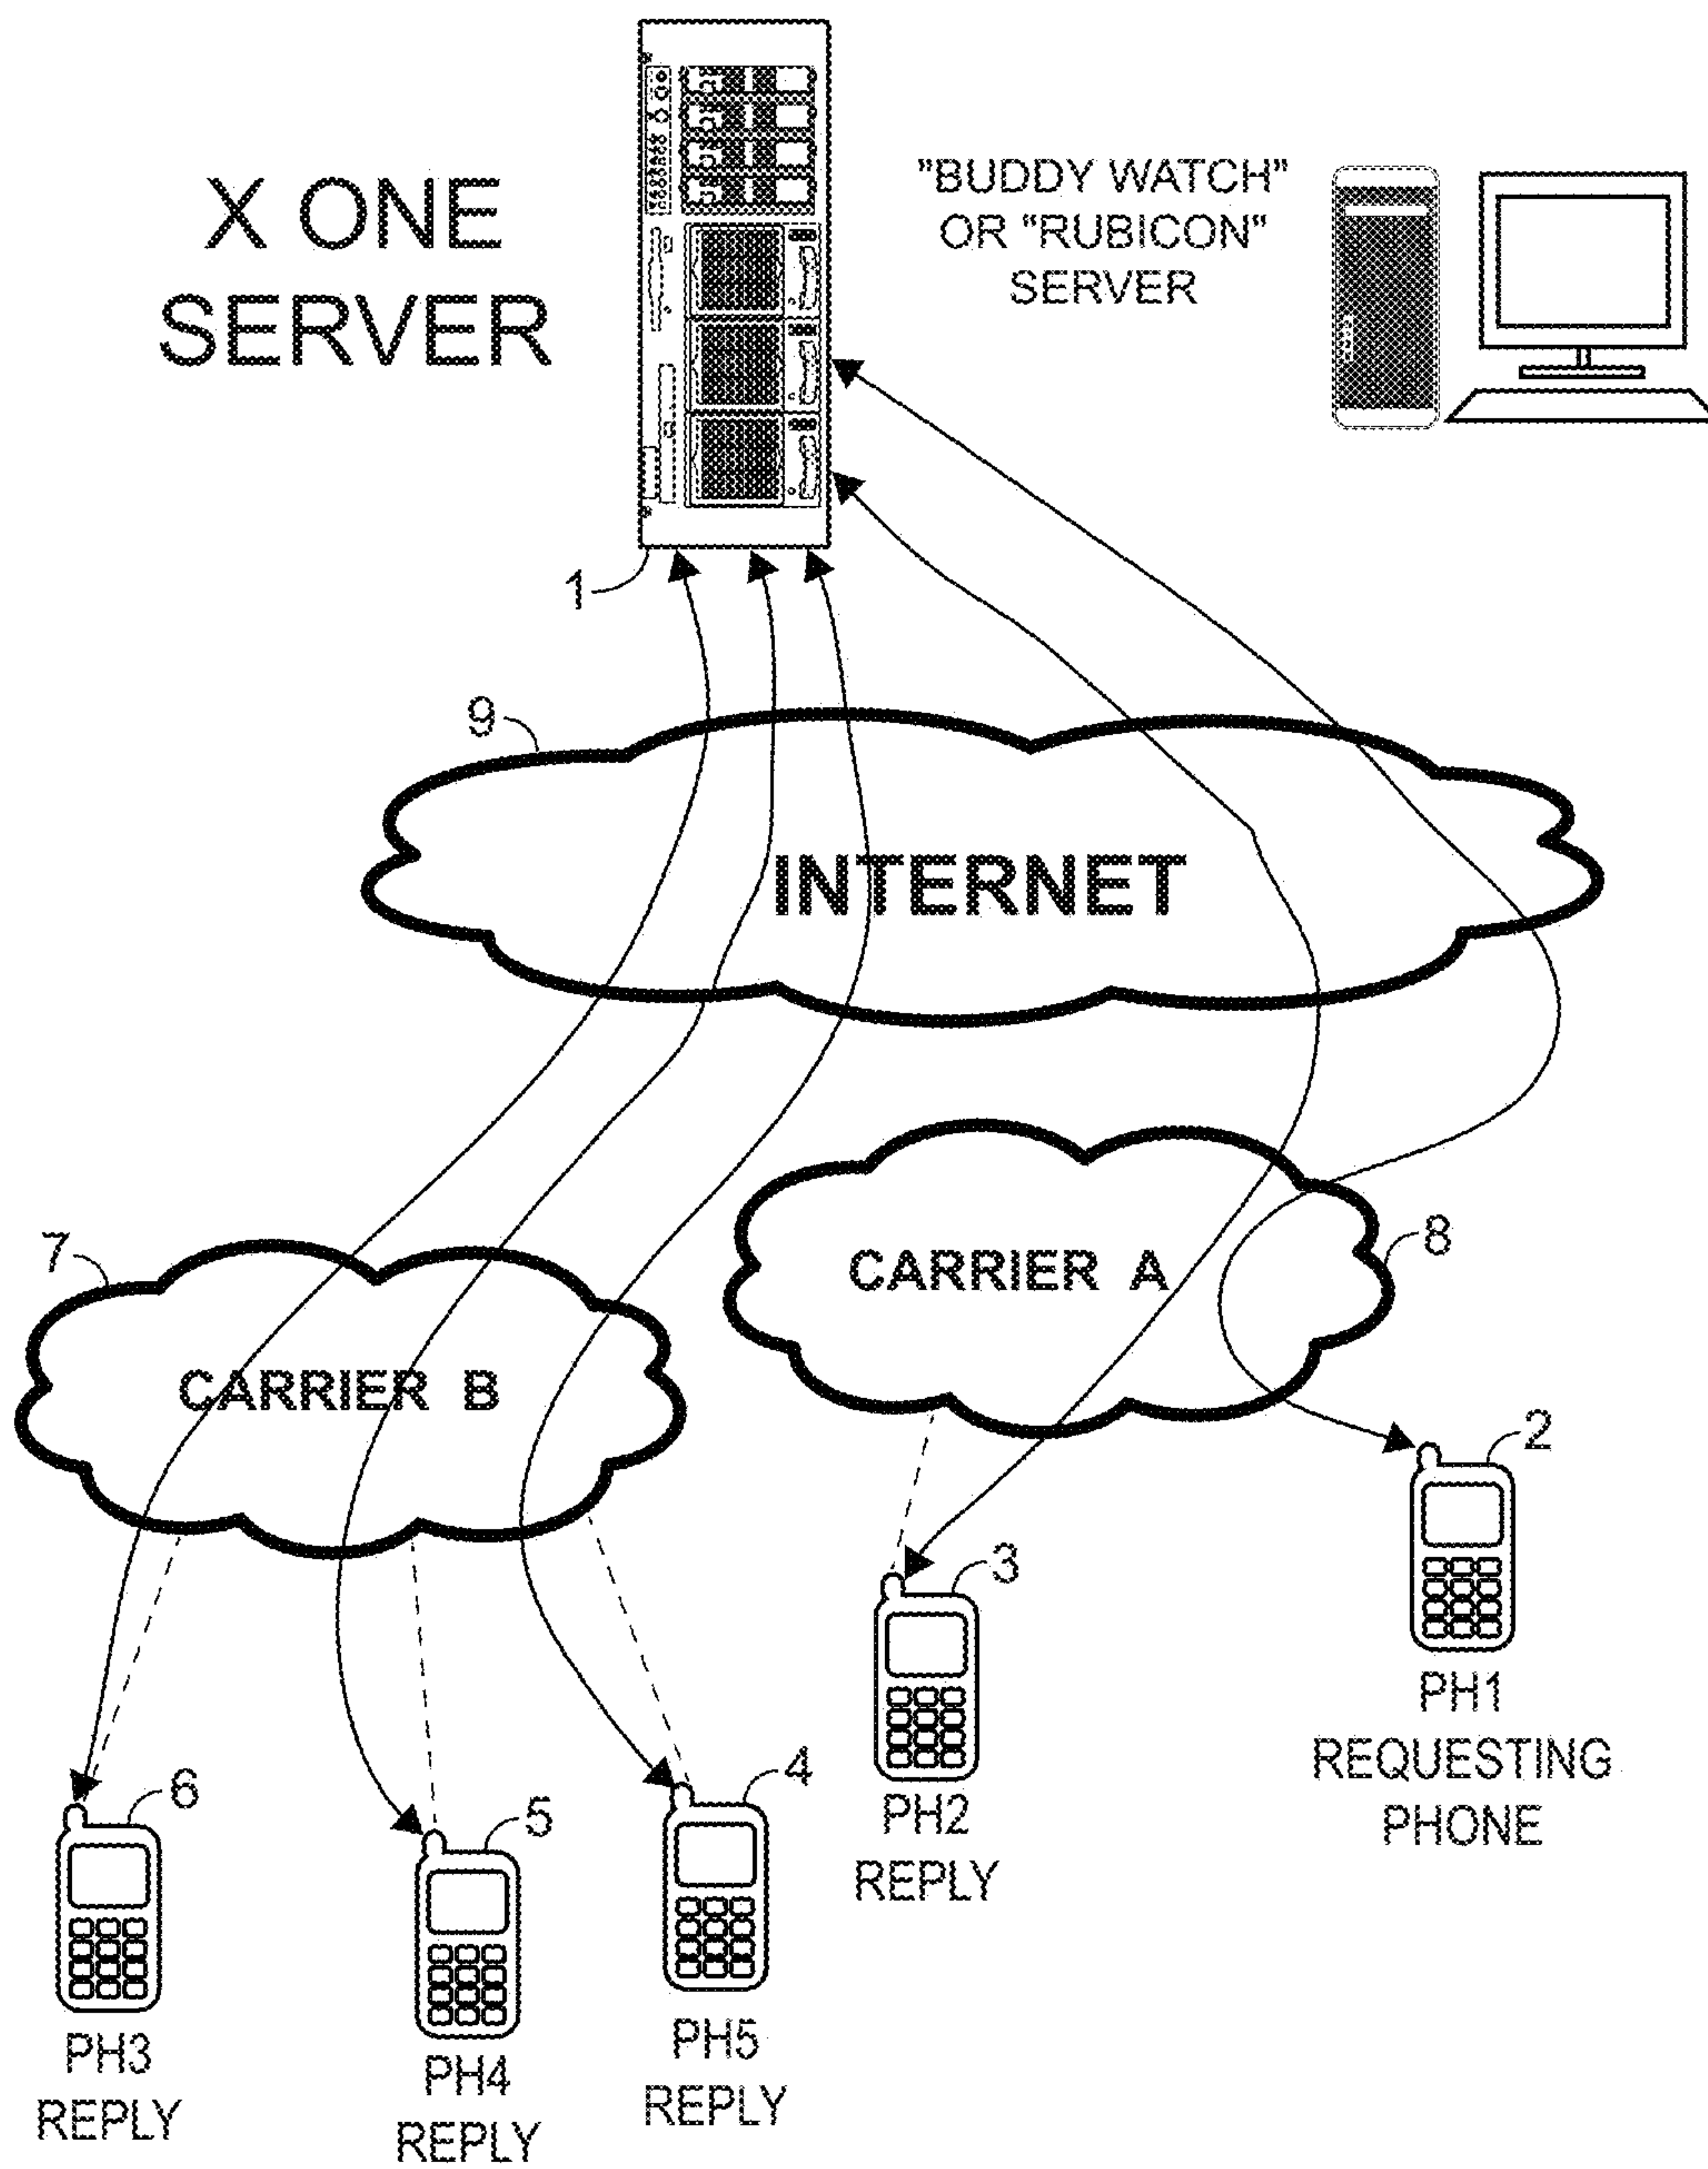 X ONE
SERVER
"BUDDY WATCH"
OR "RUBICON"
SERVER
1
9
INTERNET
7
CARRIER B
CARRIER A
8
2
PH1
REQUESTING
PHONE
3
PH2
REPLY
4
PH5
REPLY
5
PH4
REPLY
6
PH3
REPLY